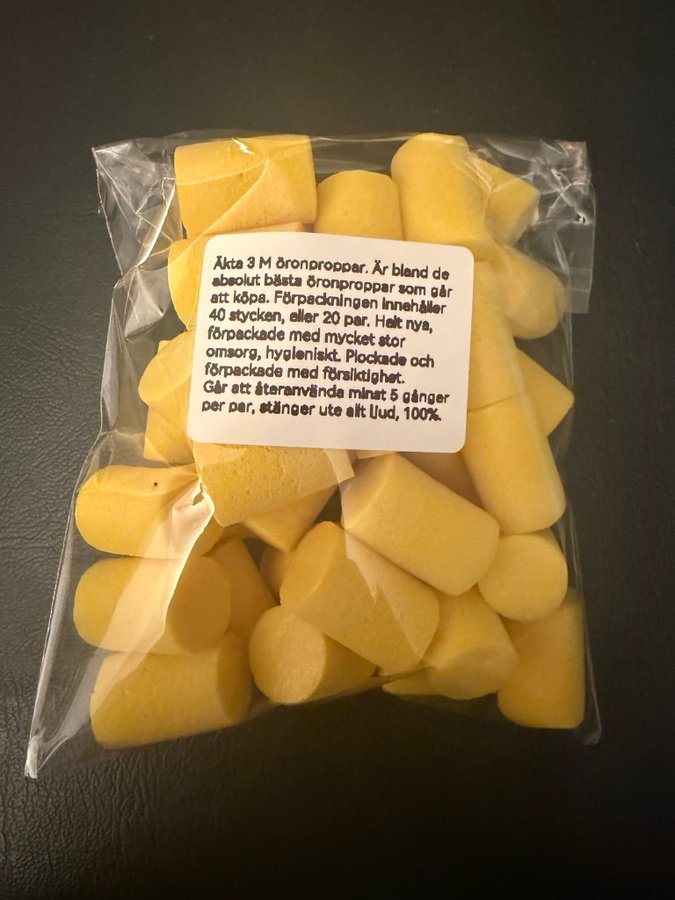 Äkta 3 M öronproppar. Är bland de
absolut bästa öronproppar som går
att köpa. Förpackningen innehåller
40 stycken, eller 20 par. Helt nya,
förpackade med mycket stor
omsorg, hygieniskt. Plockade och
förpackade med försiktighet.
Går att återanvända minst 5 gånger
per par, stänger ute allt ljud, 100%.